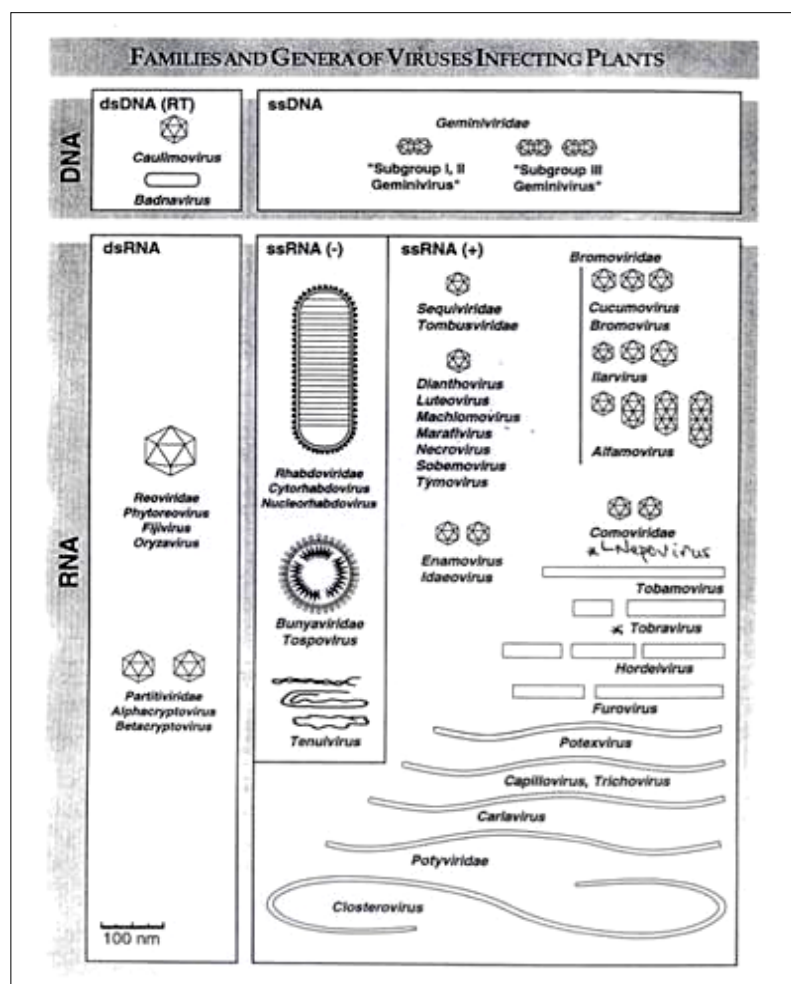 FAMILIES AND GENERA OF VIRUSES INFECTING PLANTS
DNA
dsDNA (RT)
Caulimovirus
Badnavirus
ssDNA
Geminiviridae
"Subgroup I, II
Geminivirus"
"Subgroup III
Geminivirus"
RNA
dsRNA
Reoviridae
Phytoreovirus
Fijivirus
Oryzavirus
Partitiviridae
Alphacryptovirus
Betacryptovirus
100 nm
ssRNA (-)
Rhabdoviridae
Cytorhabdovirus
Nucleorhabdovirus
Bunyaviridae
Tospovirus
Tenuivirus
ssRNA (+)
Sequiviridae
Tombusviridae
Dianthovirus
Luteovirus
Machlomovirus
Marafivirus
Necrovirus
Sobemovirus
Tymovirus
Enamovirus
Idaeovirus
Bromoviridae
Cucumovirus
Bromovirus
Ilarvirus
Alfamovirus
Comoviridae
*Nepovirus
Tobamovirus
* Tobravirus
Hordeivirus
Furovirus
Potexvirus
Capillovirus, Trichovirus
Carlavirus
Potyviridae
Closterovirus